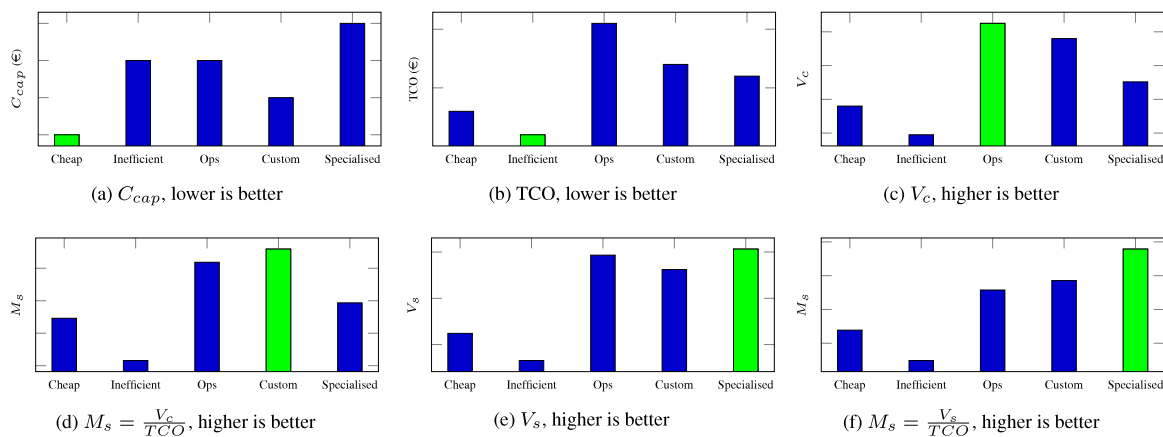 C_cap (€)
Cheap Inefficient Ops Custom Specialised
(a) C_cap, lower is better
TCO (€)
Cheap Inefficient Ops Custom Specialised
(b) TCO, lower is better
V_c
Cheap Inefficient Ops Custom Specialised
(c) V_c, higher is better
M_s
Cheap Inefficient Ops Custom Specialised
(d) M_s = V_c/TCO, higher is better
V_s
Cheap Inefficient Ops Custom Specialised
(e) V_s, higher is better
M_s
Cheap Inefficient Ops Custom Specialised
(f) M_s = V_s/TCO, higher is better